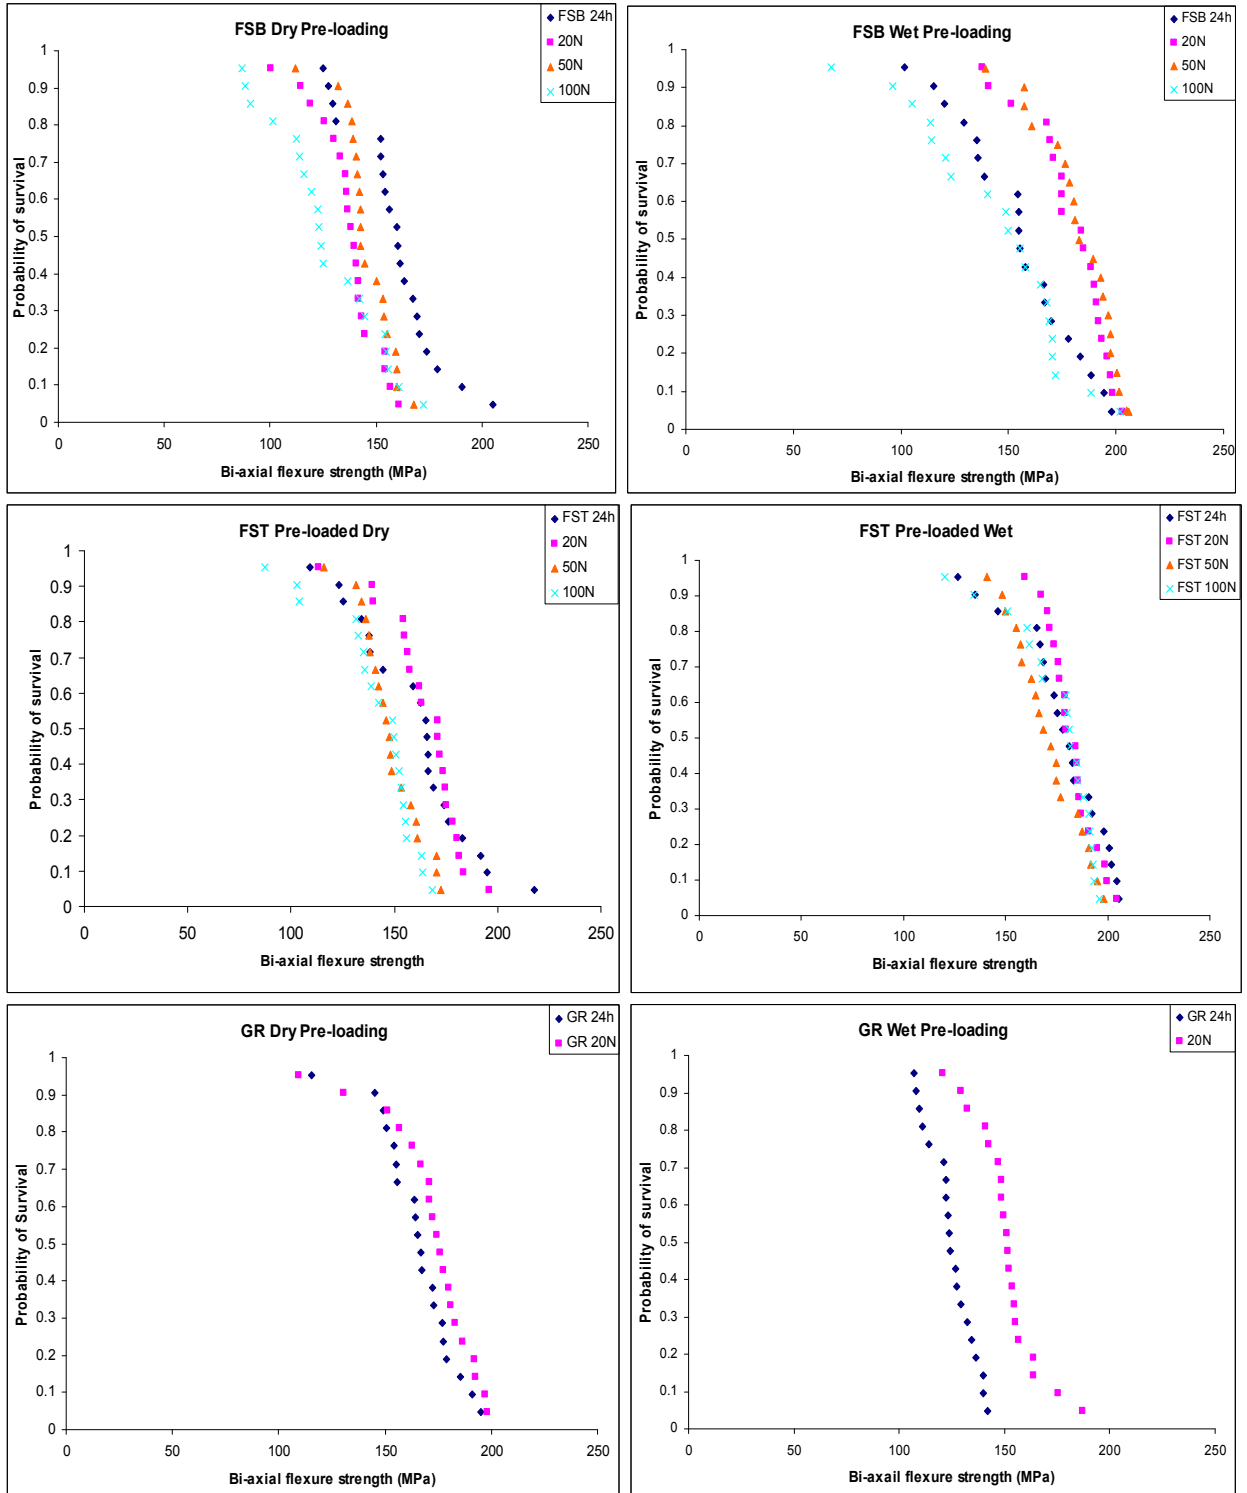 FSB Dry Pre-loading
FSB 24h
20N
50N
100N
Probability of survival
1
0.9
0.8
0.7
0.6
0.5
0.4
0.3
0.2
0.1
0
0
50
100
150
200
250
Bi-axial flexure strength (MPa)
FSB Wet Pre-loading
FSB 24h
20N
50N
100N
Probability of survival
1
0.9
0.8
0.7
0.6
0.5
0.4
0.3
0.2
0.1
0
0
50
100
150
200
250
Bi-axial flexure strength (MPa)
FST Pre-loaded Dry
FST 24h
20N
50N
100N
Probability of survival
1
0.9
0.8
0.7
0.6
0.5
0.4
0.3
0.2
0.1
0
0
50
100
150
200
250
Bi-axial flexure strength
FST Pre-loaded Wet
FST 24h
FST 20N
FST 50N
FST 100N
Probability of survival
1
0.9
0.8
0.7
0.6
0.5
0.4
0.3
0.2
0.1
0
0
50
100
150
200
250
Bi-axial flexure strength
GR Dry Pre-loading
GR 24h
GR 20N
Probability of Survival
1
0.9
0.8
0.7
0.6
0.5
0.4
0.3
0.2
0.1
0
0
50
100
150
200
250
Bi-axial flexure strength (MPa)
GR Wet Pre-loading
GR 24h
20N
Probability of survival
1
0.9
0.8
0.7
0.6
0.5
0.4
0.3
0.2
0.1
0
0
50
100
150
200
250
Bi-axail flexure strength (MPa)